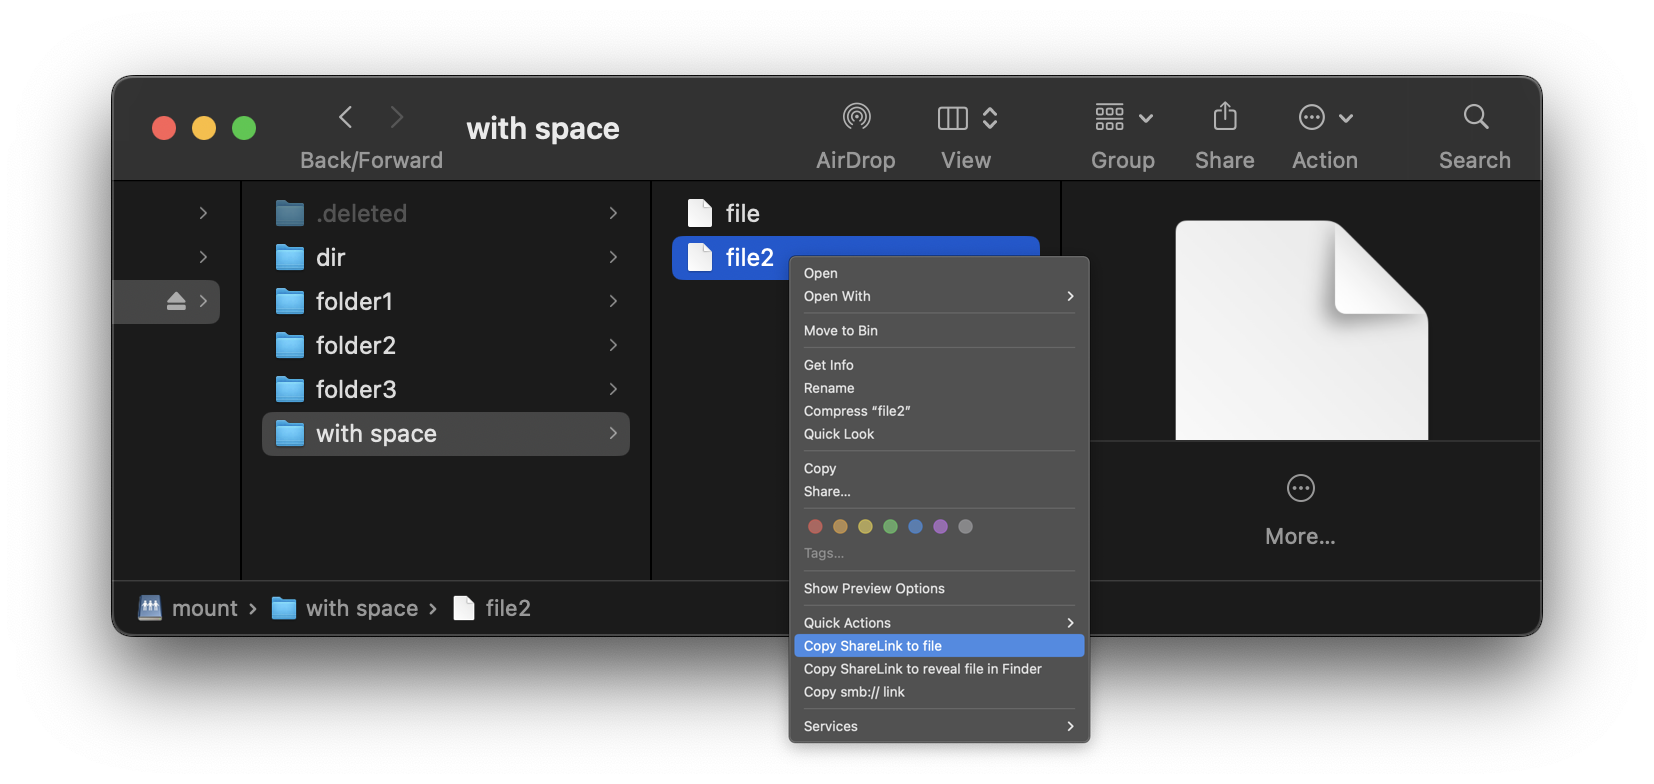 with space
Back/Forward
AirDrop
View
Group
Share
Action
Search
.deleted
dir
folder1
folder2
folder3
with space
file
file2
Open
Open With
Move to Bin
Get Info
Rename
Compress “file2”
Quick Look
Copy
Share...
Tags...
Show Preview Options
Quick Actions
Copy ShareLink to file
Copy ShareLink to reveal file in Finder
Copy smb:// link
Services
More...
mount › with space › file2